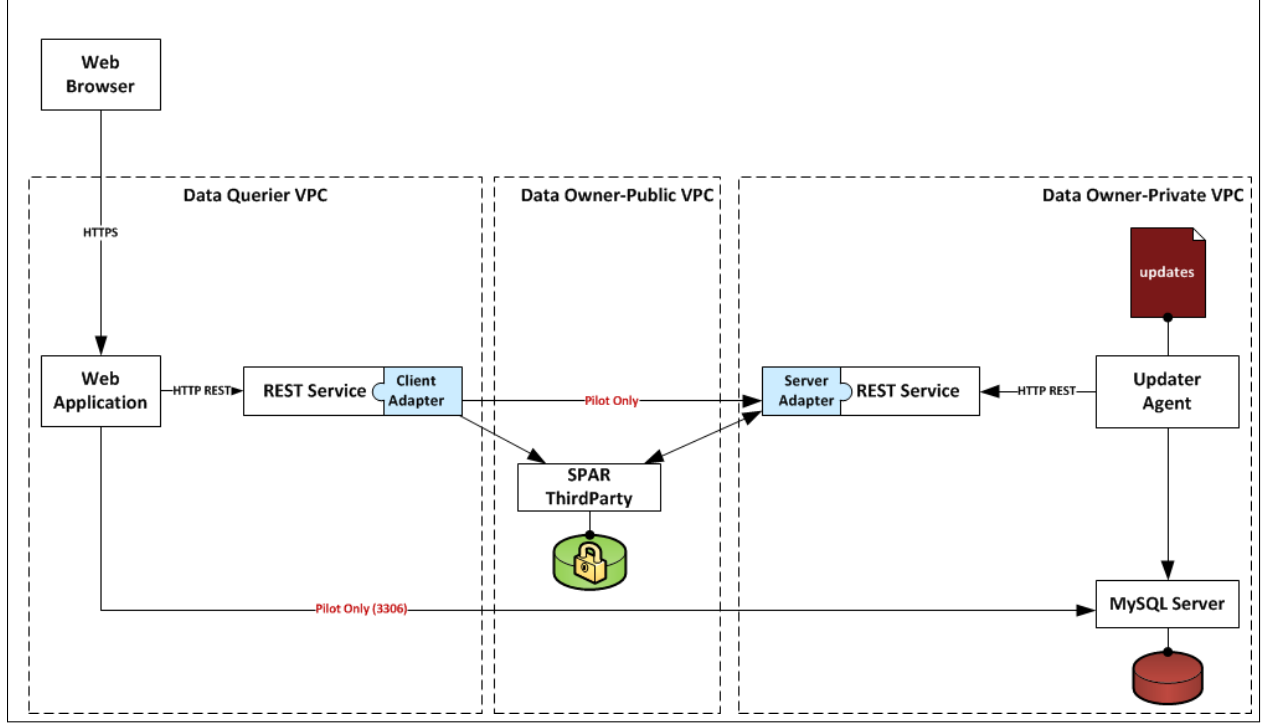 Web
Browser
Data Querier VPC
Data Owner-Public VPC
Data Owner-Private VPC
HTTPS
updates
Web
Application
HTTP REST
REST Service
Client
Adapter
Pilot Only
Server
Adapter
REST Service
HTTP REST
Updater
Agent
SPAR
ThirdParty
Pilot Only (3306)
MySQL Server